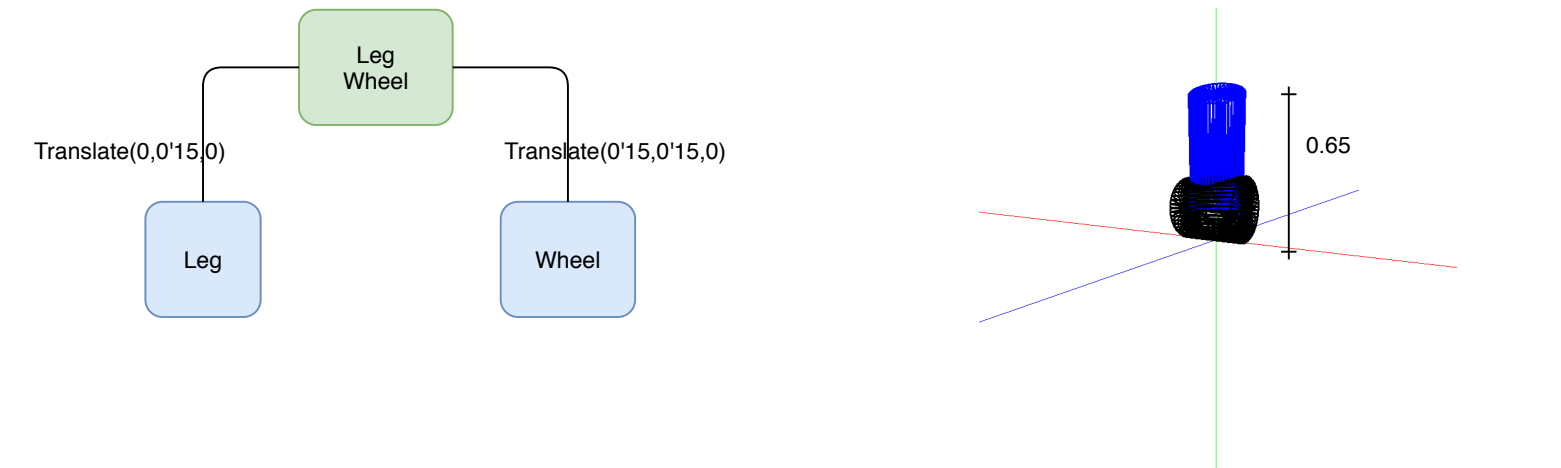 Leg
Wheel
Translate(0,0'15,0)
Translate(0'15,0'15,0)
Leg
Wheel
0.65